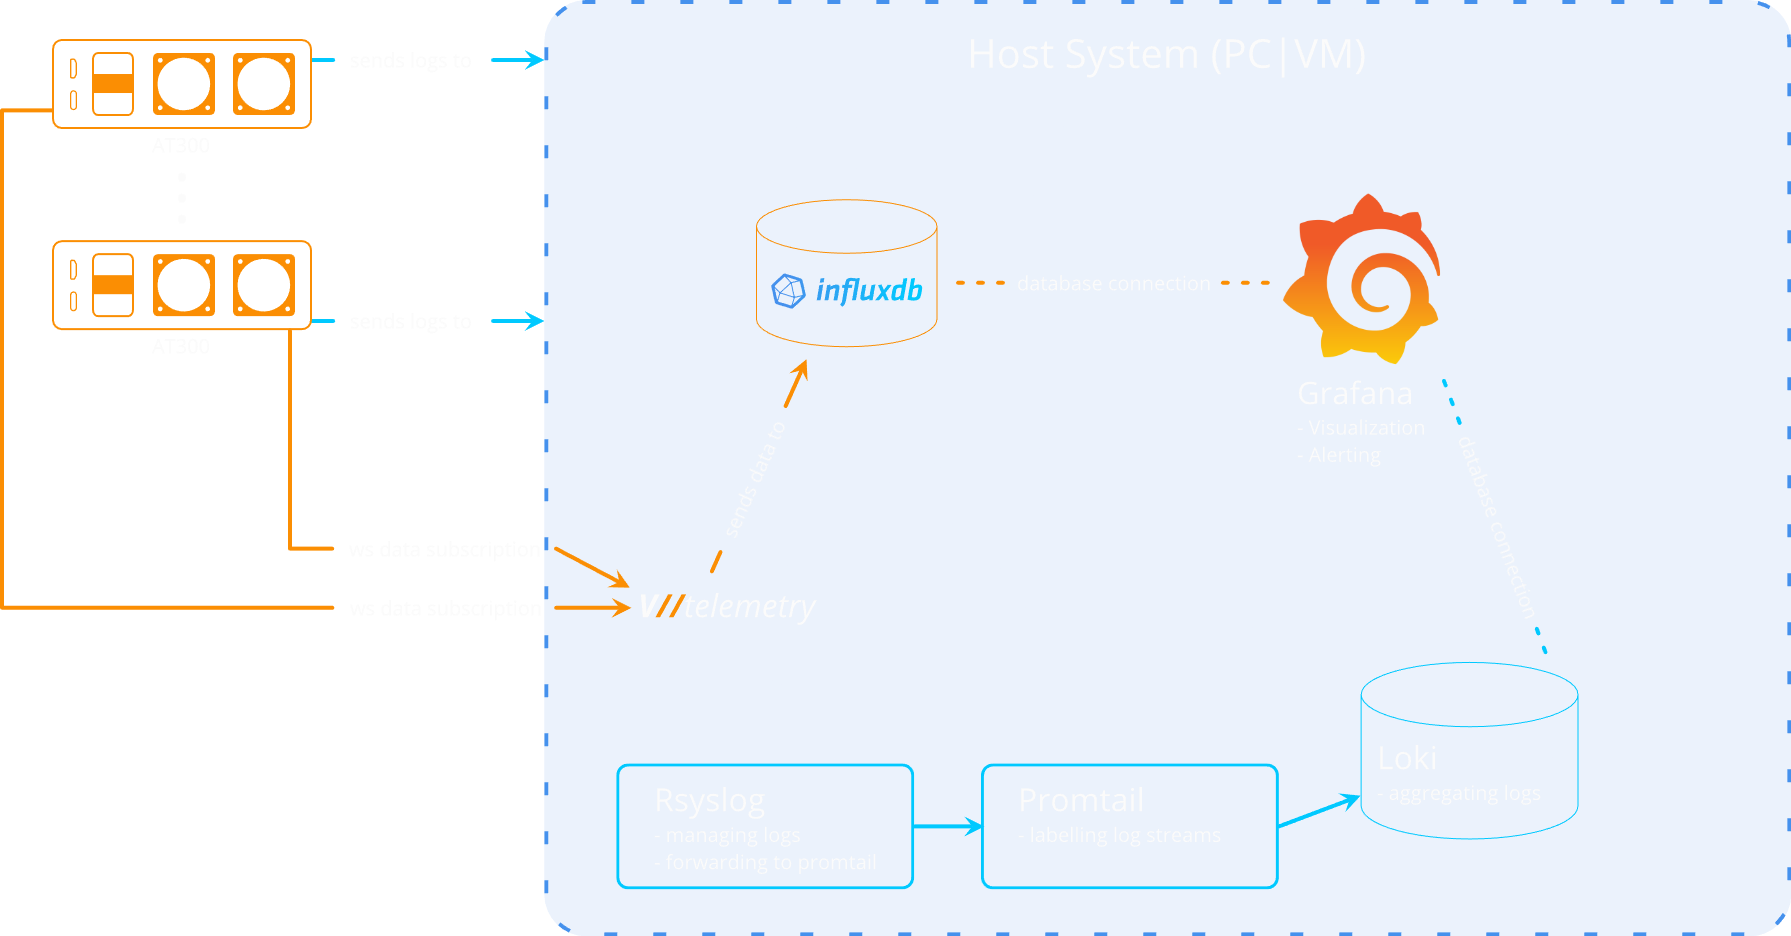 Host System (PC|VM)
sends logs to
AT300
sends logs to
AT300
influxdb
database connection
Grafana
- Visualization
- Alerting
sends data to
database connection
ws data subscription
ws data subscription
V//telemetry
Loki
- aggregating logs
Rsyslog
- managing logs
- forwarding to promtail
Promtail
- labelling log streams